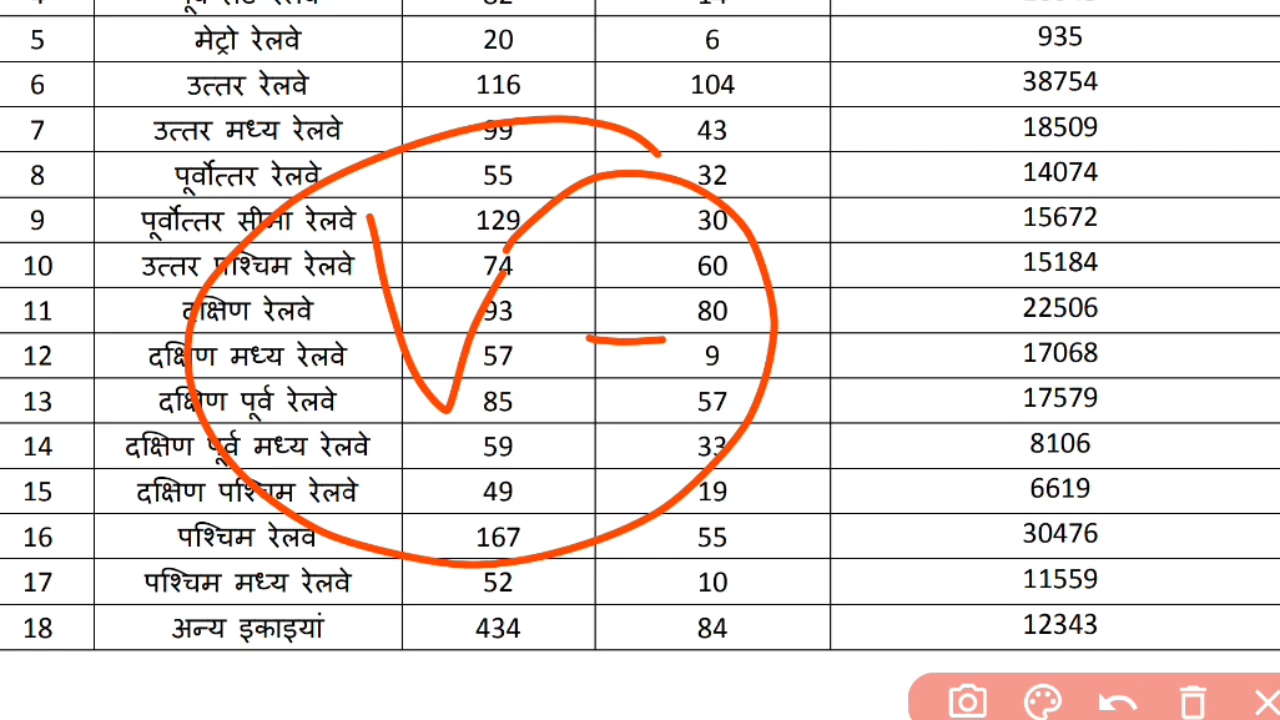 5 मेट्रो रेलवे 20 6 935
6 उत्तर रेलवे 116 104 38754
7 उत्तर मध्य रेलवे 99 43 18509
8 पूर्वोत्तर रेलवे 55 32 14074
9 पूर्वोत्तर सीमा रेलवे 129 30 15672
10 उत्तर पश्चिम रेलवे 74 60 15184
11 दक्षिण रेलवे 93 80 22506
12 दक्षिण मध्य रेलवे 57 9 17068
13 दक्षिण पूर्व रेलवे 85 57 17579
14 दक्षिण पूर्व मध्य रेलवे 59 33 8106
15 दक्षिण पश्चिम रेलवे 49 19 6619
16 पश्चिम रेलवे 167 55 30476
17 पश्चिम मध्य रेलवे 52 10 11559
18 अन्य इकाइयां 434 84 12343